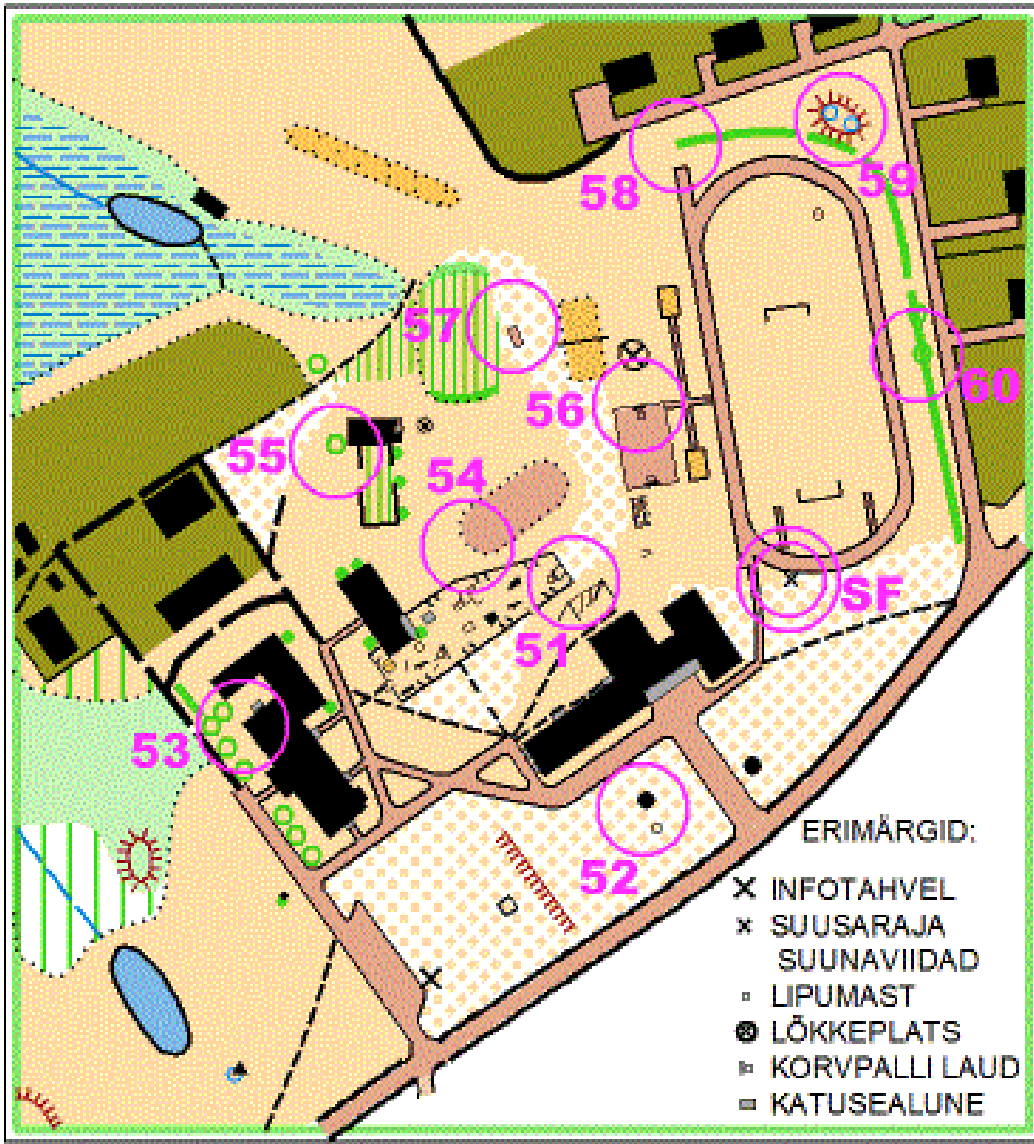 58
59
57
60
56
55
54
SF
51
53
52
ERIMÄRGID:
INFOTAHVEL
SUUSARAJA
SUUNAVIIDAD
LIPUMAST
LÕKKEPLATS
KORVPALLI LAUD
KATUSEALUNE